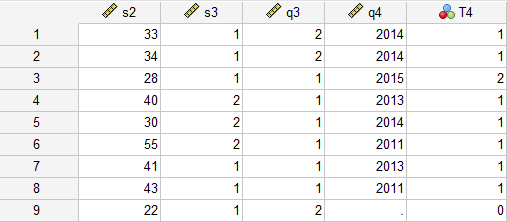 s2 s3 q3 q4 T4
1 33 1 2 2014 1
2 34 1 2 2014 1
3 28 1 1 2015 2
4 40 2 1 2013 1
5 30 2 1 2014 1
6 55 2 1 2011 1
7 41 1 1 2013 1
8 43 1 1 2011 1
9 22 1 2 . 0